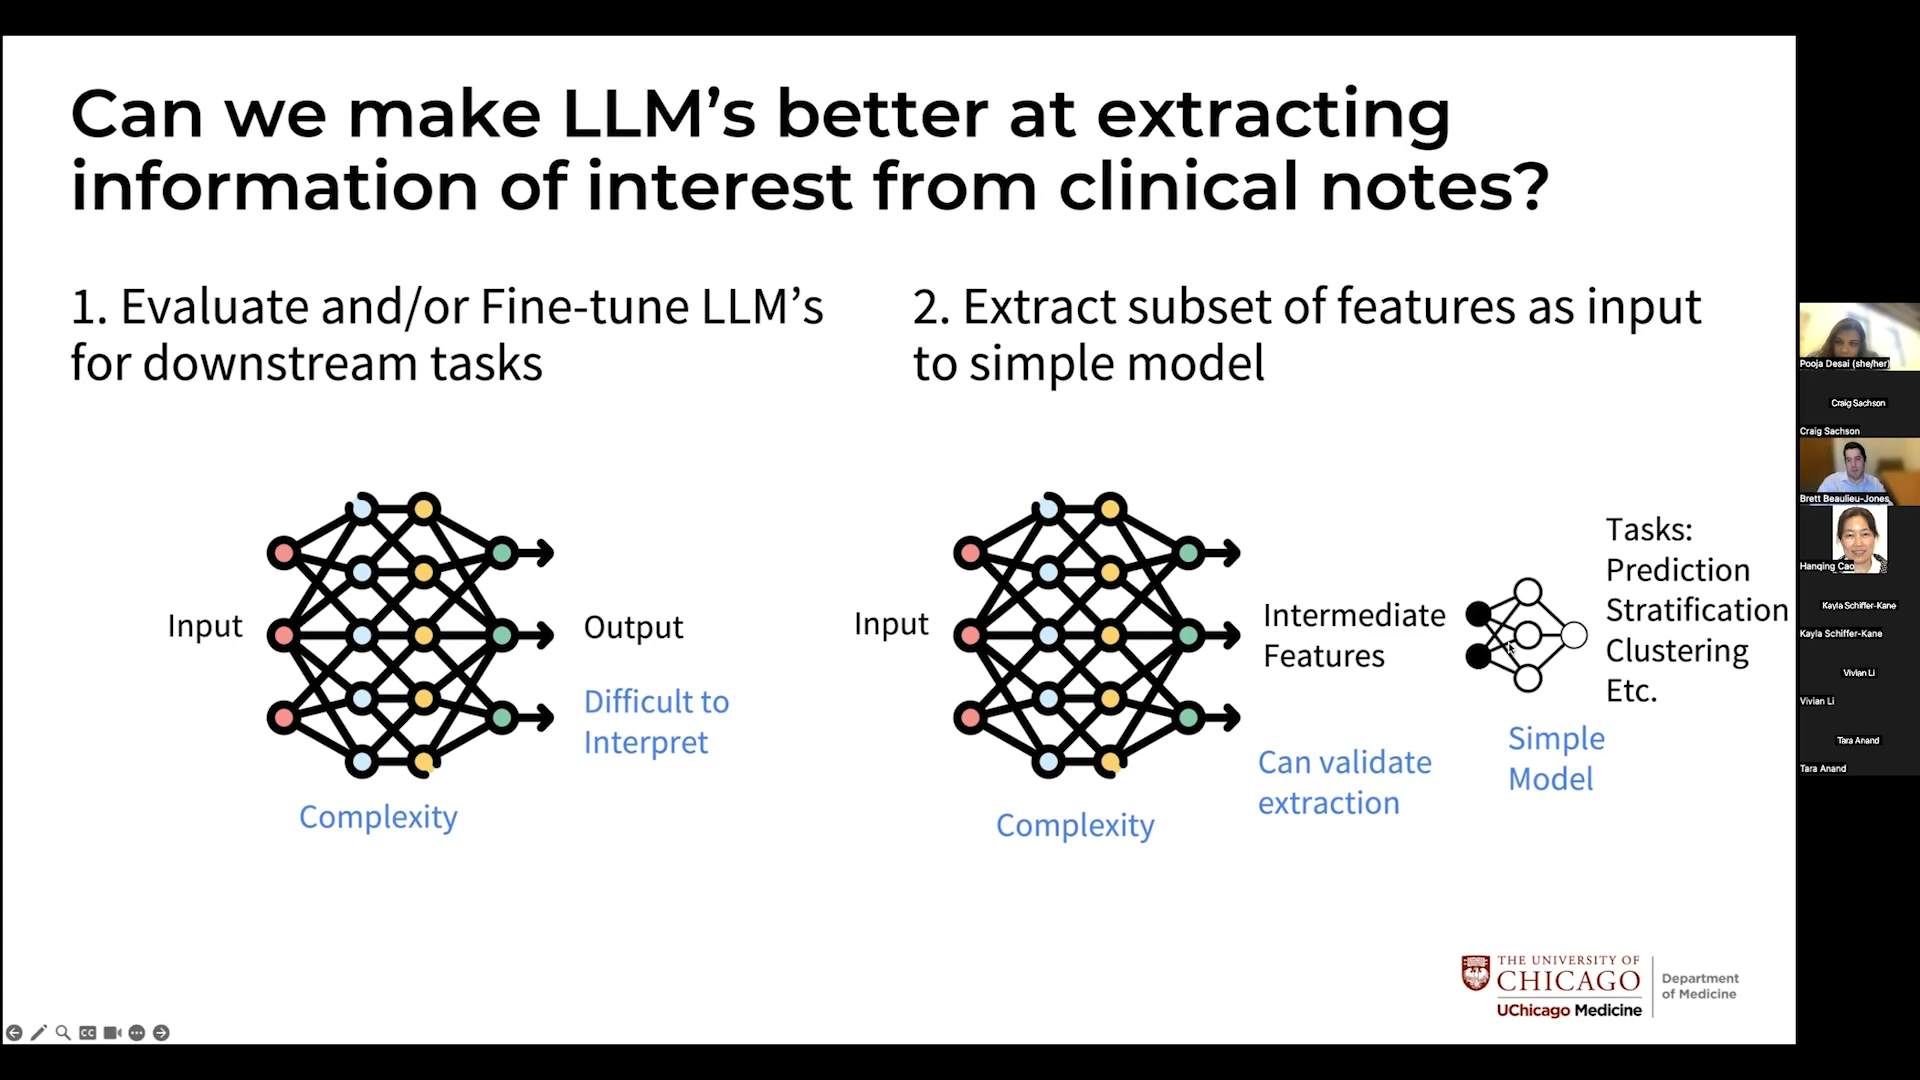 Can we make LLM’s better at extracting
information of interest from clinical notes?
1. Evaluate and/or Fine-tune LLM’s
for downstream tasks
Input
Output
Difficult to
Interpret
Complexity
2. Extract subset of features as input
to simple model
Input
Intermediate
Features
Can validate
extraction
Complexity
Simple
Model
Tasks:
Prediction
Stratification
Clustering
Etc.
THE UNIVERSITY OF
CHICAGO
UChicago Medicine
Department
of Medicine
CC
Pooja Desai (she/her)
Craig Sachson
Craig Sachson
Brett Beaulieu-Jones
Hanqing Cao
Kayla Schiffer-Kane
Kayla Schiffer-Kane
Vivian Li
Vivian Li
Tara Anand
Tara Anand